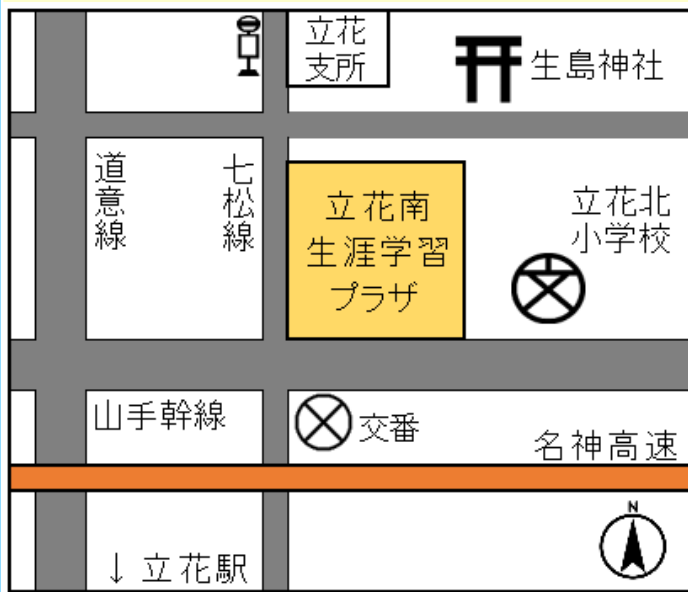 立花
支所
生島神社
道意線
七松線
立花南
生涯学習
プラザ
立花北
小学校
山手幹線
交番
名神高速
N
↓立花駅